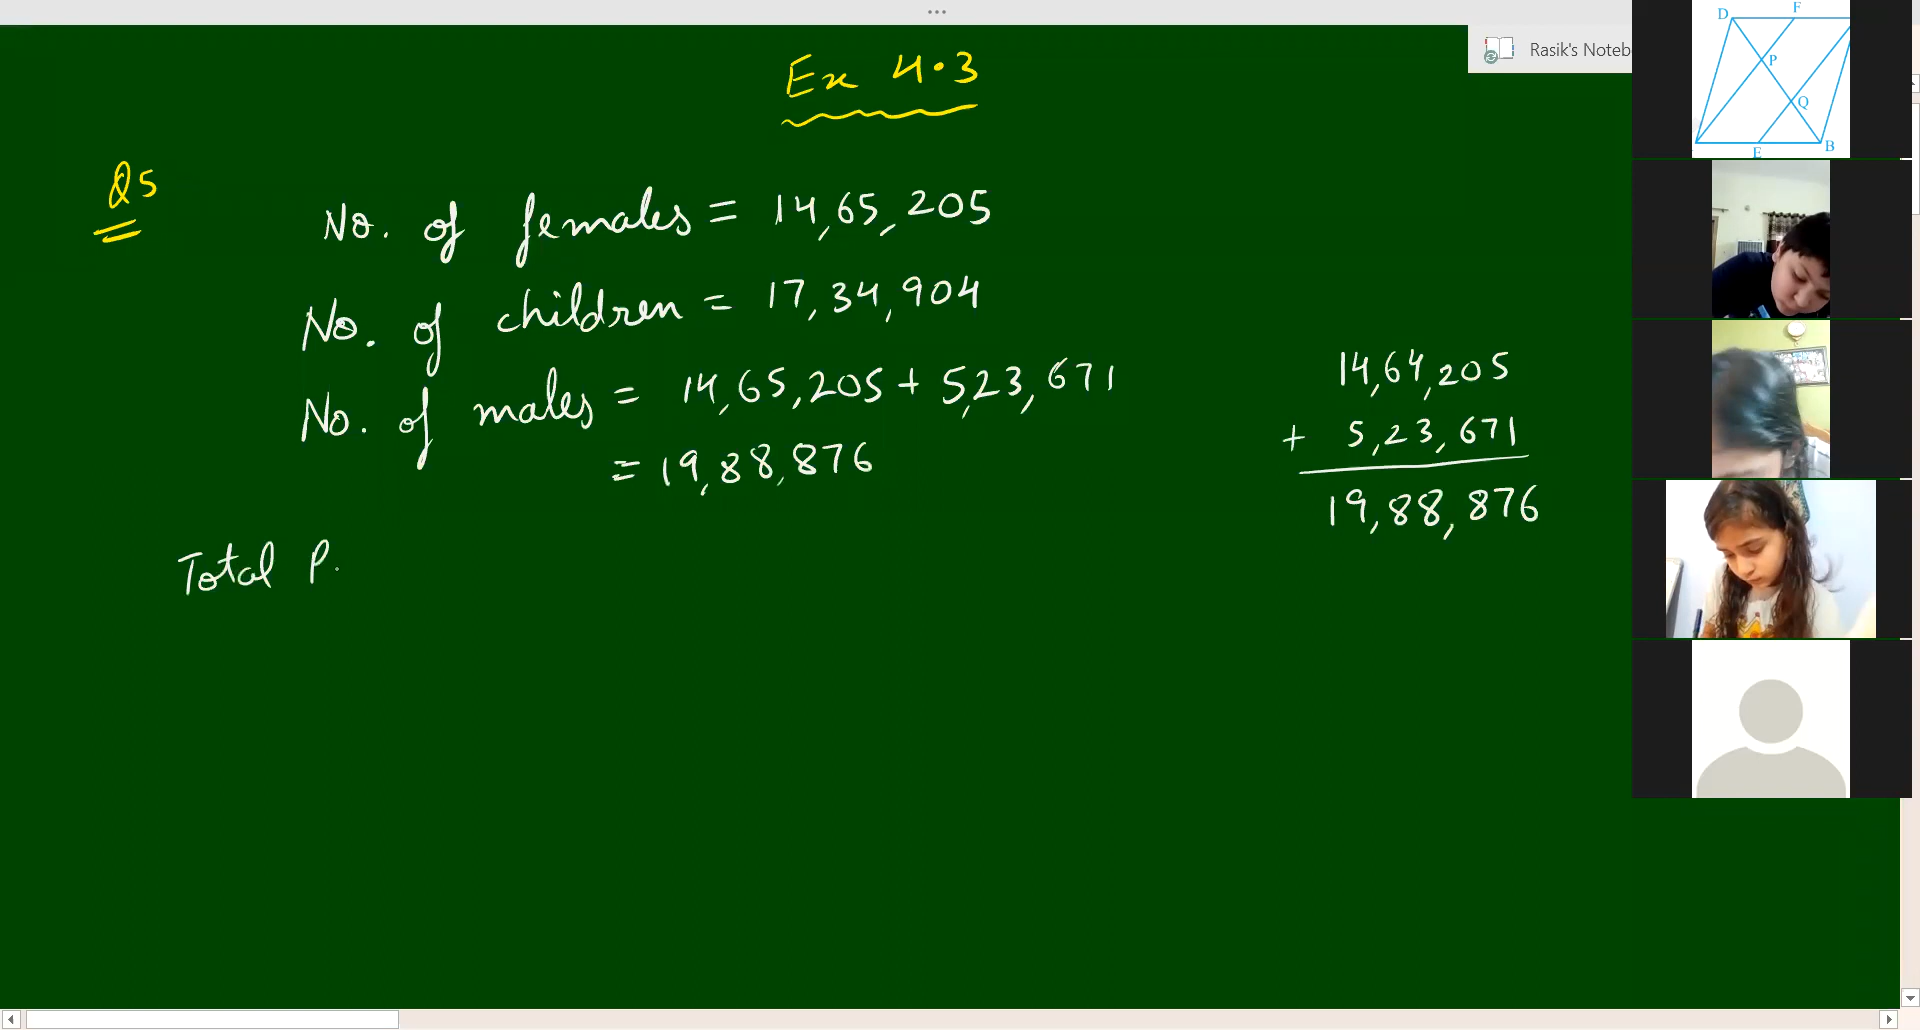 Ex 4.3
Rasik's Noteb
Q5
No. of females = 14,65,205
No. of children = 17,34,904
No. of males = 14,65,205 + 5,23,671
= 19,88,876
14,64,205
+ 5,23,671
19,88,876
Total P.
D F
P
Q
E B